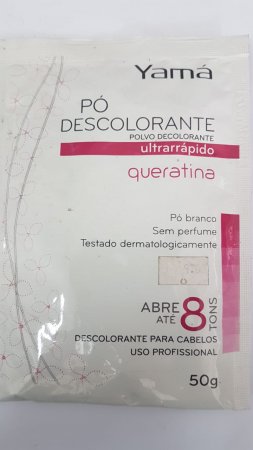 Yamá
PÓ
DESCOLORANTE
POLVO DECOLORANTE
ultrarrápido
queratina
Pó branco
Sem perfume
Testado dermatologicamente
ABRE
ATÉ
8
TONS
DESCOLORANTE PARA CABELOS
USO PROFISSIONAL
50g